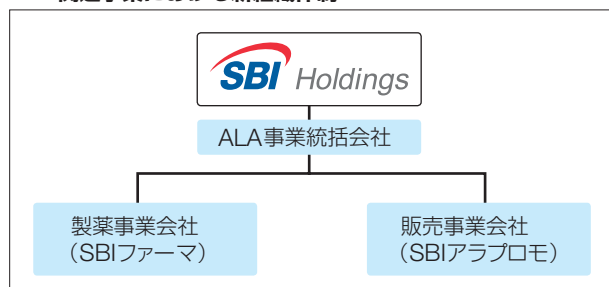 SBI Holdings
ALA事業統括会社
製薬事業会社
（SBIファーマ）
販売事業会社
（SBIアラプロモ）